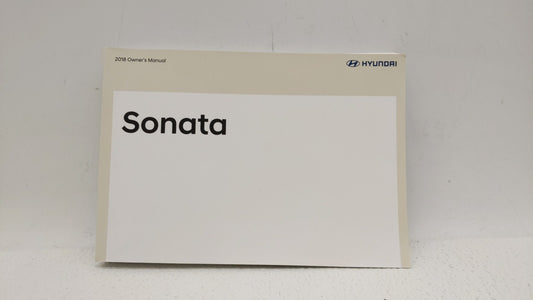 2018 Owner's Manual
HYUNDAI
Sonata